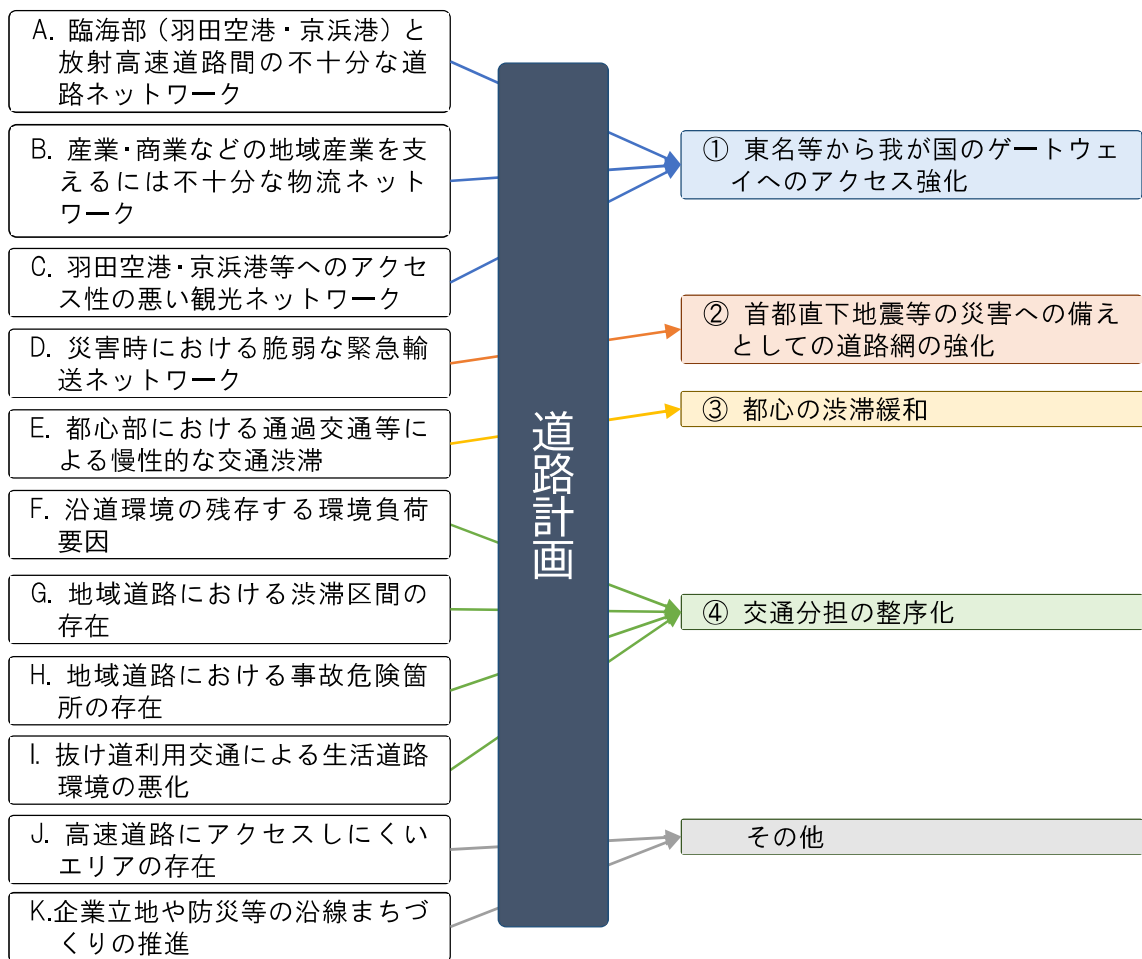 A. 臨海部（羽田空港・京浜港）と
放射高速道路間の不十分な道
路ネットワーク
B. 産業・商業などの地域産業を支
えるには不十分な物流ネット
ワーク
C. 羽田空港・京浜港等へのアクセ
ス性の悪い観光ネットワーク
D. 災害時における脆弱な緊急輸
送ネットワーク
E. 都心部における通過交通等に
よる慢性的な交通渋滞
F. 沿道環境の残存する環境負荷
要因
G. 地域道路における渋滞区間の
存在
H. 地域道路における事故危険箇
所の存在
I. 抜け道利用交通による生活道路
環境の悪化
J. 高速道路にアクセスしにくい
エリアの存在
K.企業立地や防災等の沿線まちづ
くりの推進
道路計画
① 東名等から我が国のゲートウェ
イへのアクセス強化
② 首都直下地震等の災害への備え
としての道路網の強化
③ 都心の渋滞緩和
④ 交通分担の整序化
その他